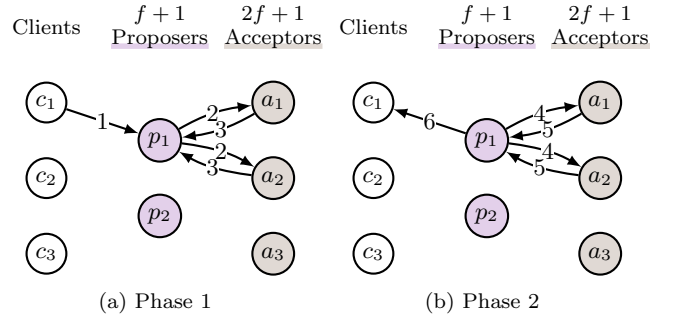 Clients f + 1 Proposers 2f + 1 Acceptors
c1 c2 c3
p1 p2
a1 a2 a3
1 2 3 2 3
(a) Phase 1
Clients f + 1 Proposers 2f + 1 Acceptors
c1 c2 c3
p1 p2
a1 a2 a3
4 5 4 5 6
(b) Phase 2